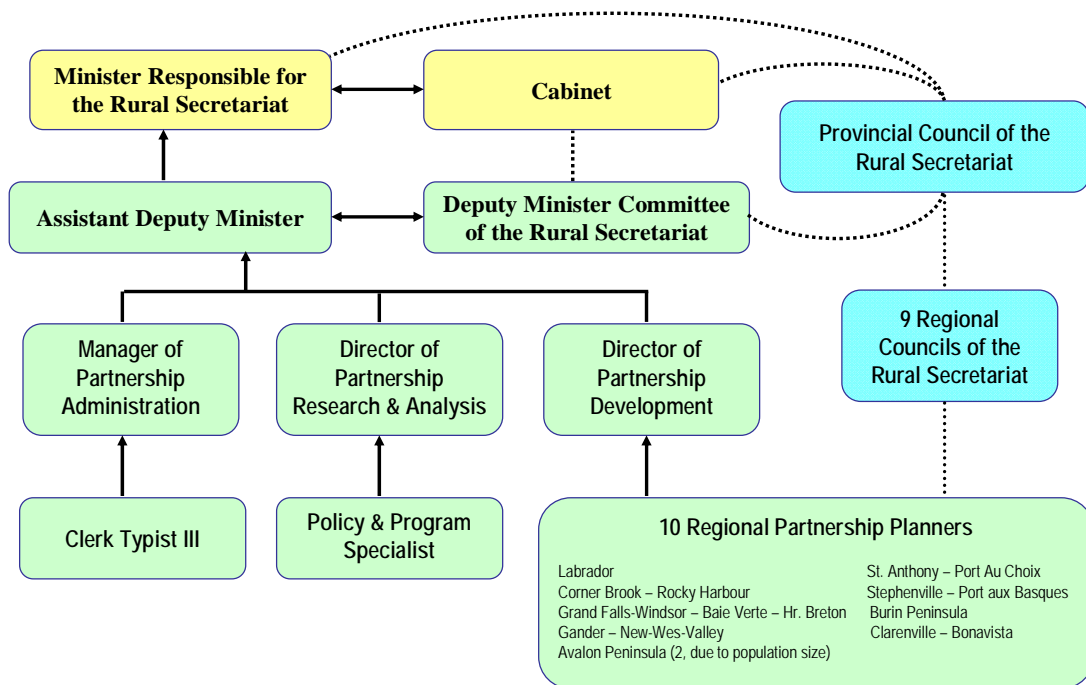 Minister Responsible for
the Rural Secretariat
Cabinet
Provincial Council of the
Rural Secretariat
Assistant Deputy Minister
Deputy Minister Committee
of the Rural Secretariat
9 Regional
Councils of the
Rural Secretariat
Manager of
Partnership
Administration
Director of
Partnership
Research & Analysis
Director of
Partnership
Development
Clerk Typist III
Policy & Program
Specialist
10 Regional Partnership Planners
Labrador
Corner Brook – Rocky Harbour
Grand Falls-Windsor – Baie Verte – Hr. Breton
Gander – New-Wes-Valley
Avalon Peninsula (2, due to population size)
St. Anthony – Port Au Choix
Stephenville – Port aux Basques
Burin Peninsula
Clarenville – Bonavista